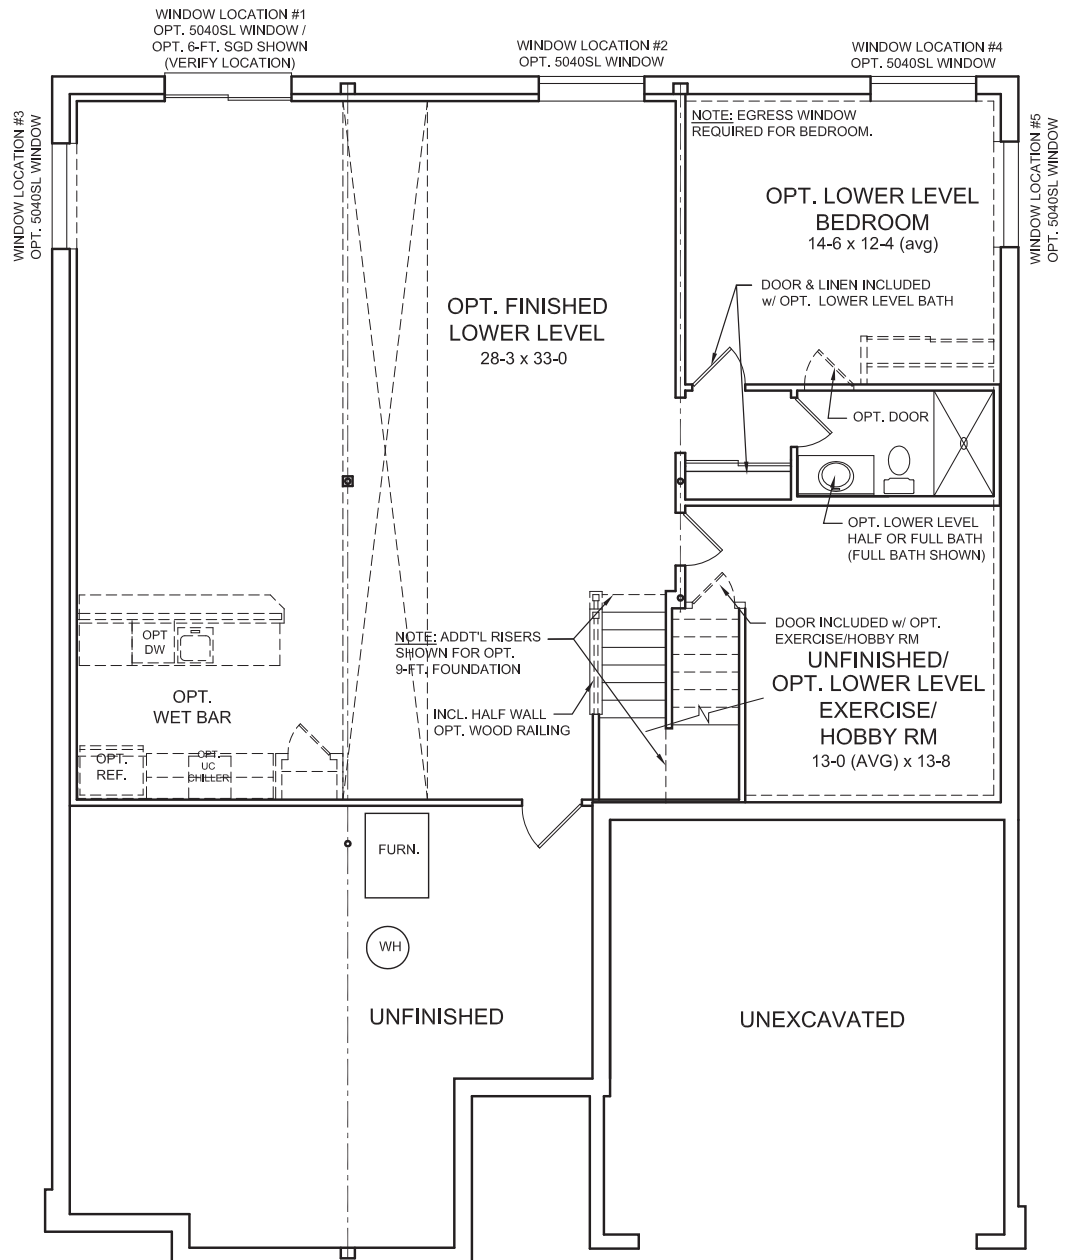 WINDOW LOCATION #1
OPT. 5040SL WINDOW /
OPT. 6-FT. SGD SHOWN
(VERIFY LOCATION)
WINDOW LOCATION #2
OPT. 5040SL WINDOW
WINDOW LOCATION #4
OPT. 5040SL WINDOW
WINDOW LOCATION #3
OPT. 5040SL WINDOW
WINDOW LOCATION #5
OPT. 5040SL WINDOW
NOTE: EGRESS WINDOW
REQUIRED FOR BEDROOM.
OPT. LOWER LEVEL
BEDROOM
14-6 x 12-4 (avg)
DOOR & LINEN INCLUDED
w/ OPT. LOWER LEVEL BATH
OPT. FINISHED
LOWER LEVEL
28-3 x 33-0
OPT. DOOR
OPT. LOWER LEVEL
HALF OR FULL BATH
(FULL BATH SHOWN)
NOTE: ADDT'L RISERS
SHOWN FOR OPT.
9-FT. FOUNDATION
DOOR INCLUDED w/ OPT.
EXERCISE/HOBBY RM
UNFINISHED/
OPT. LOWER LEVEL
EXERCISE/
HOBBY RM
13-0 (AVG) x 13-8
OPT
DW
OPT.
WET BAR
INCL. HALF WALL
OPT. WOOD RAILING
OPT.
REF.
OPT.
UC
CHILLER
FURN.
WH
UNFINISHED
UNEXCAVATED